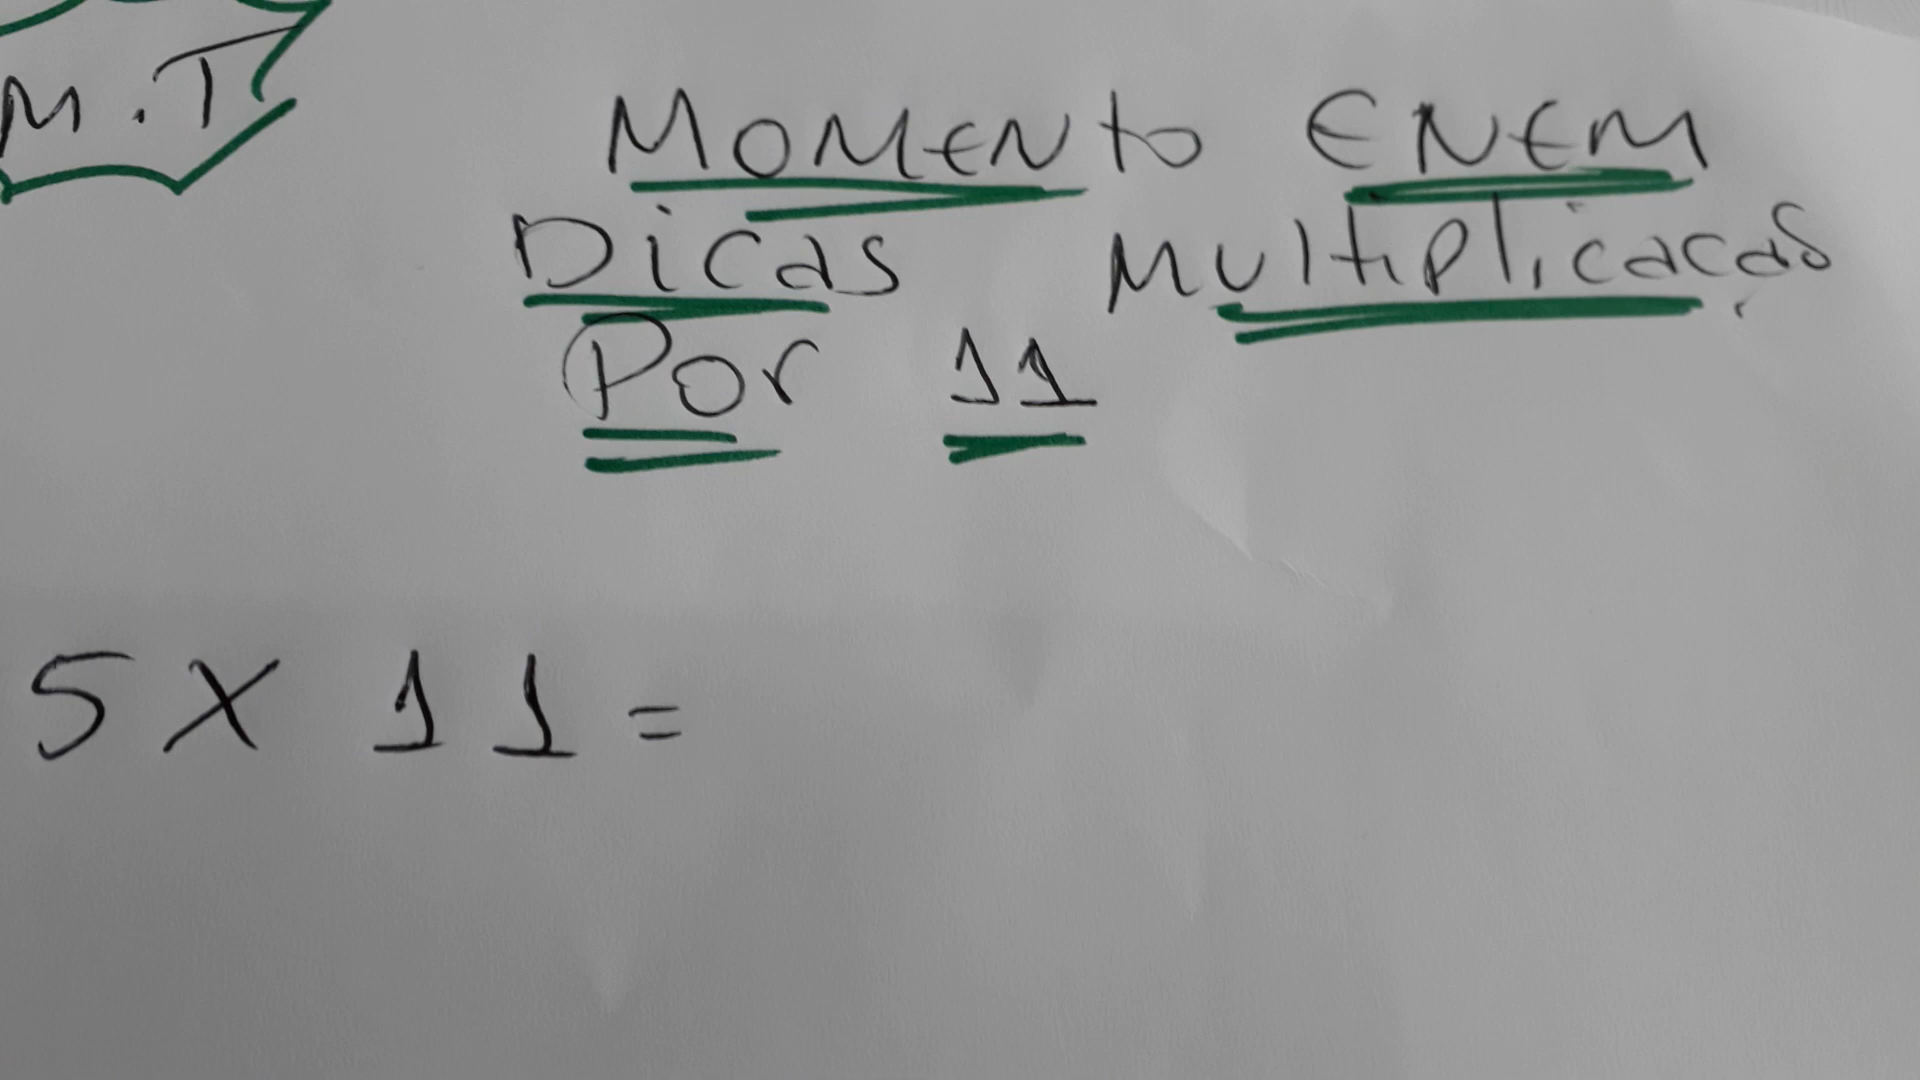 M.T
MOMENto ENEM
Dicas Multiplicação
Por 11
5 X 11 =